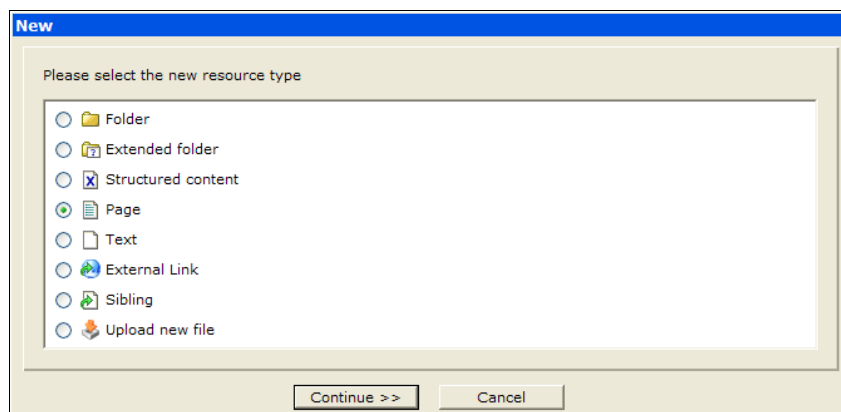 New
Please select the new resource type
Folder
Extended folder
Structured content
Page
Text
External Link
Sibling
Upload new file
Continue >> Cancel